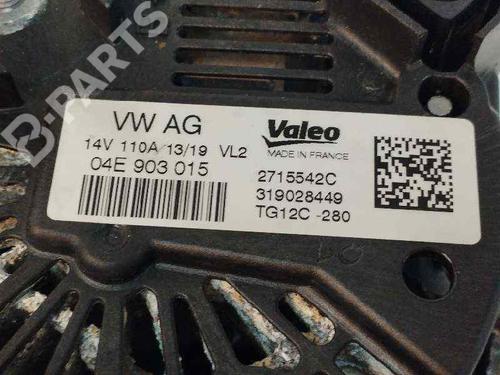 B-PARTS
VW AG
14V 110A/13/19 VL2
04E 903 015
Valeo
MADE IN FRANCE
2715542C
319028449
TG12C -280